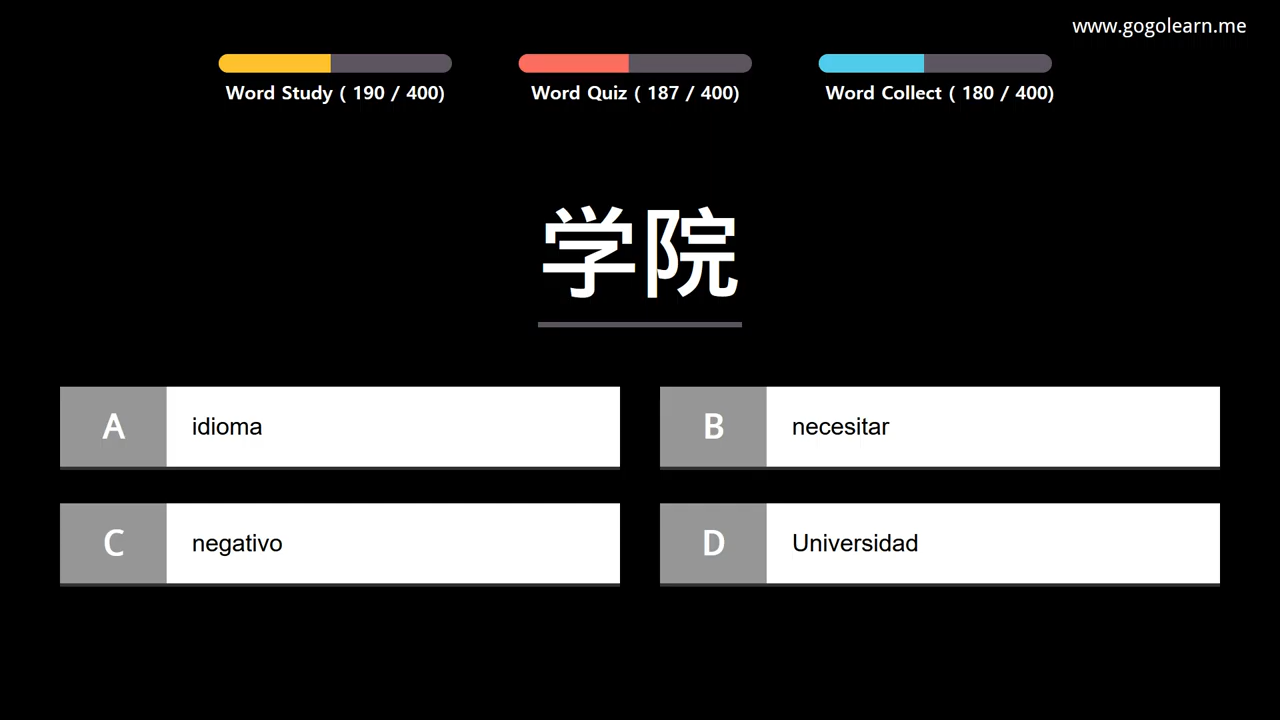 www.gogolearn.me
Word Study ( 190 / 400)
Word Quiz ( 187 / 400)
Word Collect ( 180 / 400)
学院
A idioma
B necesitar
C negativo
D Universidad